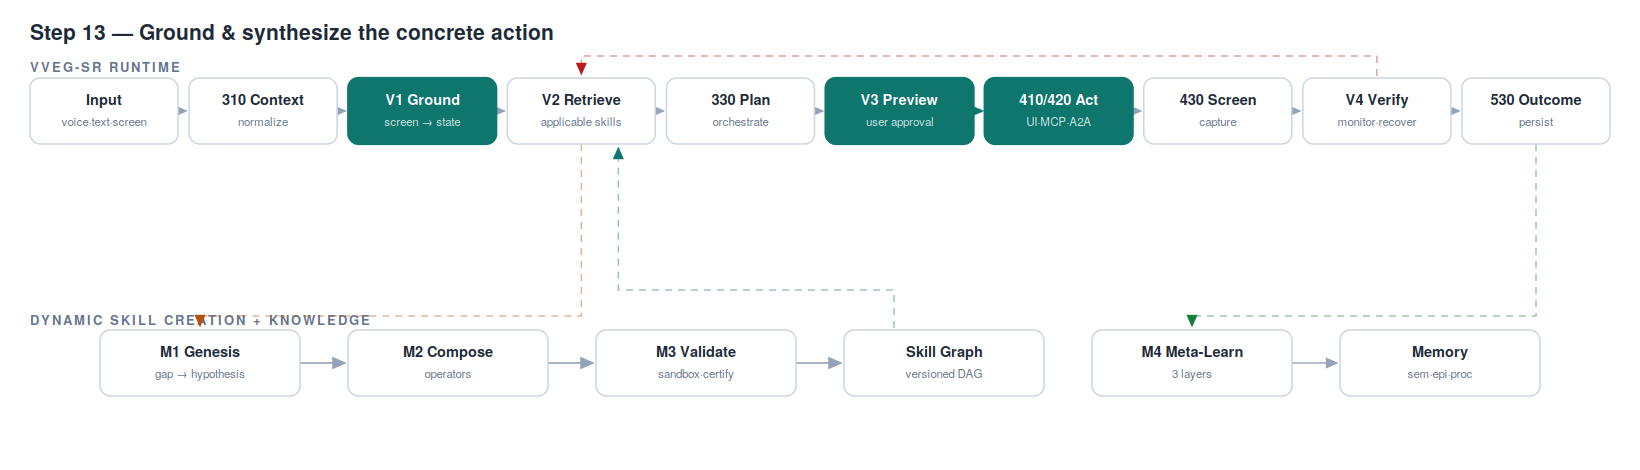 Step 13 — Ground & synthesize the concrete action
VVEG-SR RUNTIME
Input
voice·text·screen
310 Context
normalize
V1 Ground
screen → state
V2 Retrieve
applicable skills
330 Plan
orchestrate
V3 Preview
user approval
410/420 Act
UI·MCP·A2A
430 Screen
capture
V4 Verify
monitor·recover
530 Outcome
persist
DYNAMIC SKILL CREATION + KNOWLEDGE
M1 Genesis
gap → hypothesis
M2 Compose
operators
M3 Validate
sandbox·certify
Skill Graph
versioned DAG
M4 Meta-Learn
3 layers
Memory
sem·epi·proc